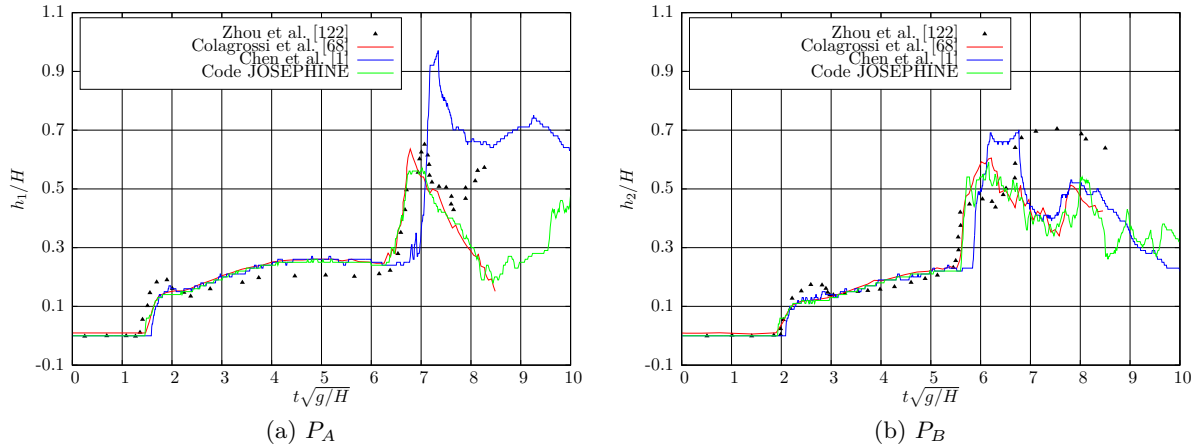 1.1
0.9
0.7
0.5
0.3
0.1
-0.1
h₁/H
Zhou et al. [122]
Colagrossi et al. [68]
Chen et al. [1]
Code JOSEPHINE
0 1 2 3 4 5 6 7 8 9 10
t√g/H
(a) P_A
1.1
0.9
0.7
0.5
0.3
0.1
-0.1
h₂/H
Zhou et al. [122]
Colagrossi et al. [68]
Chen et al. [1]
Code JOSEPHINE
0 1 2 3 4 5 6 7 8 9 10
t√g/H
(b) P_B